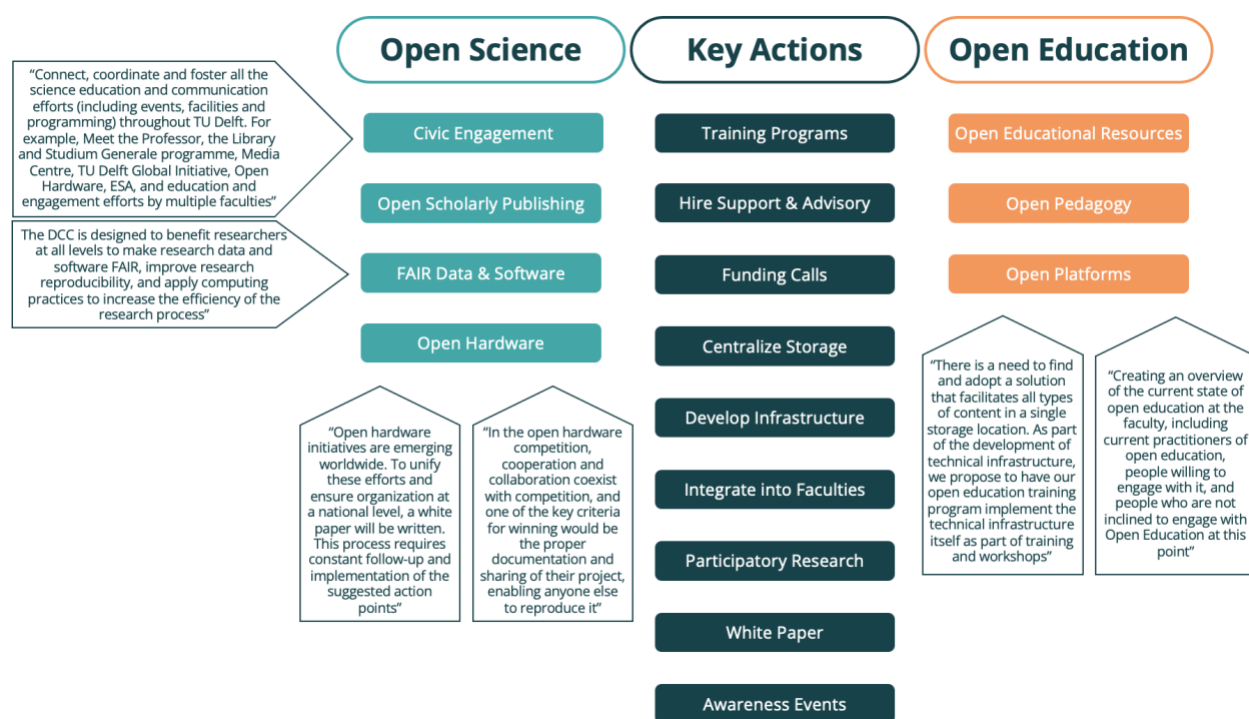 Open Science
Key Actions
Open Education
“Connect, coordinate and foster all the
science education and communication
efforts (including events, facilities and
programming) throughout TU Delft. For
example, Meet the Professor, the Library
and Studium Generale programme, Media
Centre, TU Delft Global Initiative, Open
Hardware, ESA, and education and
engagement efforts by multiple faculties”
The DCC is designed to benefit researchers
at all levels to make research data and
software FAIR, improve research
reproducibility, and apply computing
practices to increase the efficiency of the
research process”
Civic Engagement
Open Scholarly Publishing
FAIR Data & Software
Open Hardware
“Open hardware
initiatives are emerging
worldwide. To unify
these efforts and
ensure organization at
a national level, a white
paper will be written.
This process requires
constant follow-up and
implementation of the
suggested action
points”
“In the open hardware
competition,
cooperation and
collaboration coexist
with competition, and
one of the key criteria
for winning would be
the proper
documentation and
sharing of their project,
enabling anyone else
to reproduce it”
Training Programs
Hire Support & Advisory
Funding Calls
Centralize Storage
Develop Infrastructure
Integrate into Faculties
Participatory Research
White Paper
Awareness Events
Open Educational Resources
Open Pedagogy
Open Platforms
“There is a need to find
and adopt a solution
that facilitates all types
of content in a single
storage location. As part
of the development of
technical infrastructure,
we propose to have our
open education training
program implement the
technical infrastructure
itself as part of training
and workshops”
“Creating an overview
of the current state of
open education at the
faculty, including
current practitioners of
open education,
people willing to
engage with it, and
people who are not
inclined to engage with
Open Education at this
point”